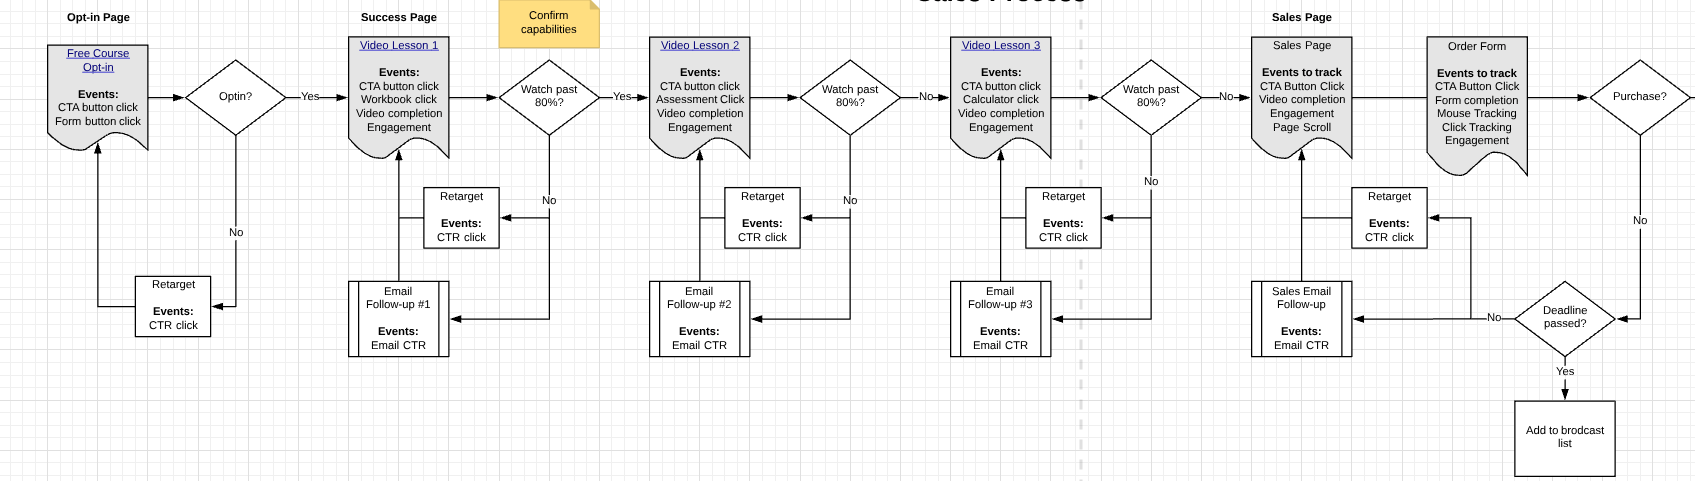 Sales Process
Opt-in Page
Success Page
Confirm
capabilities
Sales Page
Free Course
Opt-in
Events:
CTA button click
Form button click
Optin?
Yes
No
Retarget
Events:
CTR click
Video Lesson 1
Events:
CTA button click
Workbook click
Video completion
Engagement
Watch past
80%?
Yes
No
Retarget
Events:
CTR click
Email
Follow-up #1
Events:
Email CTR
Video Lesson 2
Events:
CTA button click
Assessment Click
Video completion
Engagement
Watch past
80%?
No
No
Retarget
Events:
CTR click
Email
Follow-up #2
Events:
Email CTR
Video Lesson 3
Events:
CTA button click
Calculator click
Video completion
Engagement
Watch past
80%?
No
No
Retarget
Events:
CTR click
Email
Follow-up #3
Events:
Email CTR
Sales Page
Events to track
CTA Button Click
Video completion
Engagement
Page Scroll
Order Form
Events to track
CTA Button Click
Form completion
Mouse Tracking
Click Tracking
Engagement
Purchase?
No
Retarget
Events:
CTR click
Sales Email
Follow-up
Events:
Email CTR
No
Deadline
passed?
Yes
Add to brodcast
list